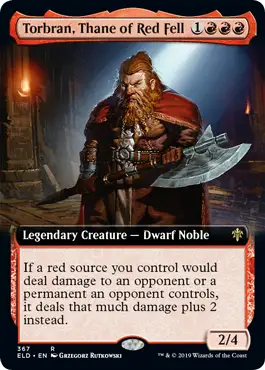 Torbran, Thane of Red Fell 1
Legendary Creature — Dwarf Noble
If a red source you control would
deal damage to an opponent or a
permanent an opponent controls,
it deals that much damage plus 2
instead.
2/4
367 R
ELD • EN GRZEGORZ RUTKOWSKI
™ & © 2019 Wizards of the Coast